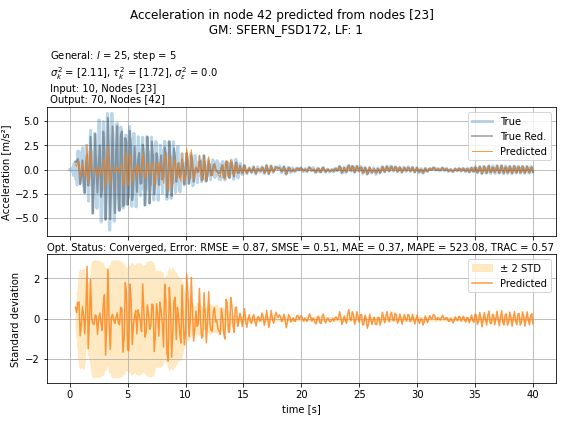 Acceleration in node 42 predicted from nodes [23]
GM: SFERN_FSD172, LF: 1
General: l = 25, step = 5
σ²ₖ = [2.11], τ²ₖ = [1.72], σ²ₑ = 0.0
Input: 10, Nodes [23]
Output: 70, Nodes [42]
Acceleration [m/s²]
5.0
2.5
0.0
−2.5
−5.0
True
True Red.
Predicted
Opt. Status: Converged, Error: RMSE = 0.87, SMSE = 0.51, MAE = 0.37, MAPE = 523.08, TRAC = 0.57
Standard deviation
2
0
−2
± 2 STD
Predicted
0 5 10 15 20 25 30 35 40
time [s]